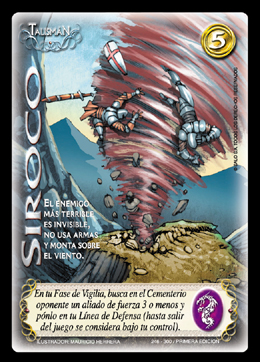 TALISMÁN
5
SIROCO
EL ENEMIGO
MÁS TERRIBLE
ES INVISIBLE,
NO USA ARMAS
Y MONTA SOBRE
EL VIENTO.
En tu Fase de Vigilia, busca en el Cementerio
oponente un aliado de fuerza 3 o menos y
pónlo en tu Línea de Defensa (hasta salir
del juego se considera bajo tu control).
ILUSTRADOR MAURICIO HERRERA
PRIMERA EDICION